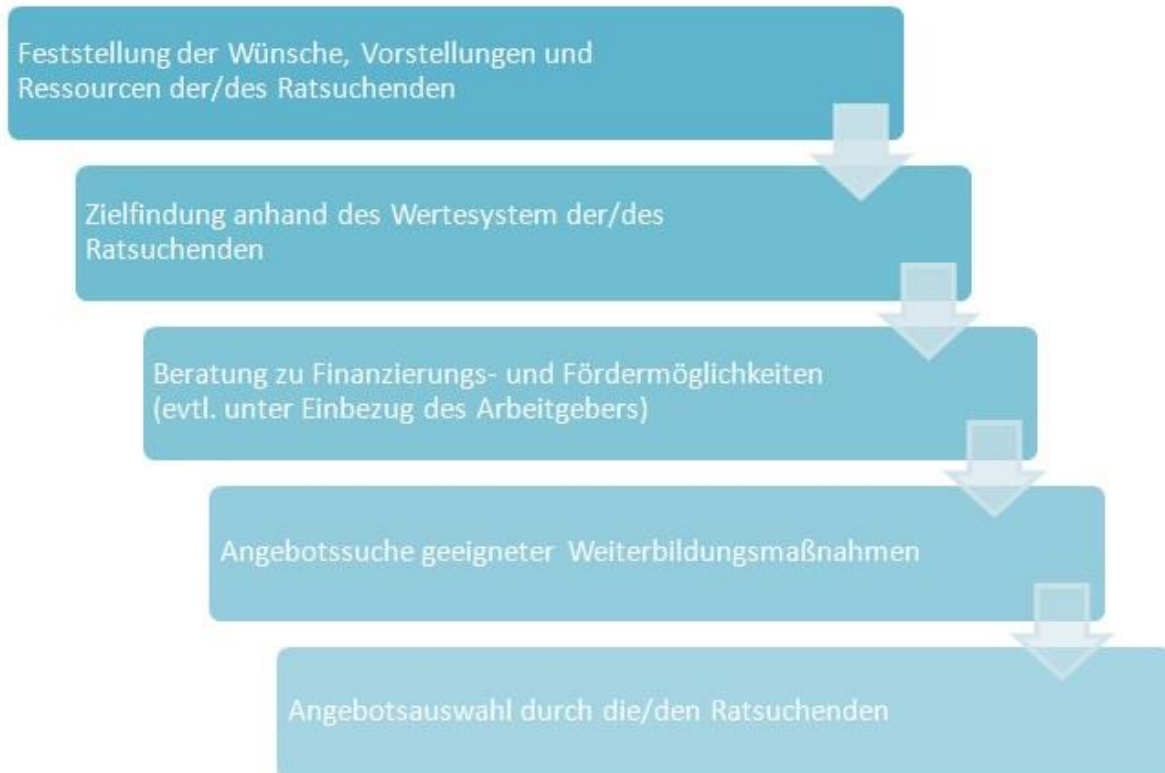 Feststellung der Wünsche, Vorstellungen und
Ressourcen der/des Ratsuchenden
Zielfindung anhand des Wertesystem der/des
Ratsuchenden
Beratung zu Finanzierungs- und Fördermöglichkeiten
(evtl. unter Einbezug des Arbeitgebers)
Angebotssuche geeigneter Weiterbildungsmaßnahmen
Angebotsauswahl durch die/den Ratsuchenden